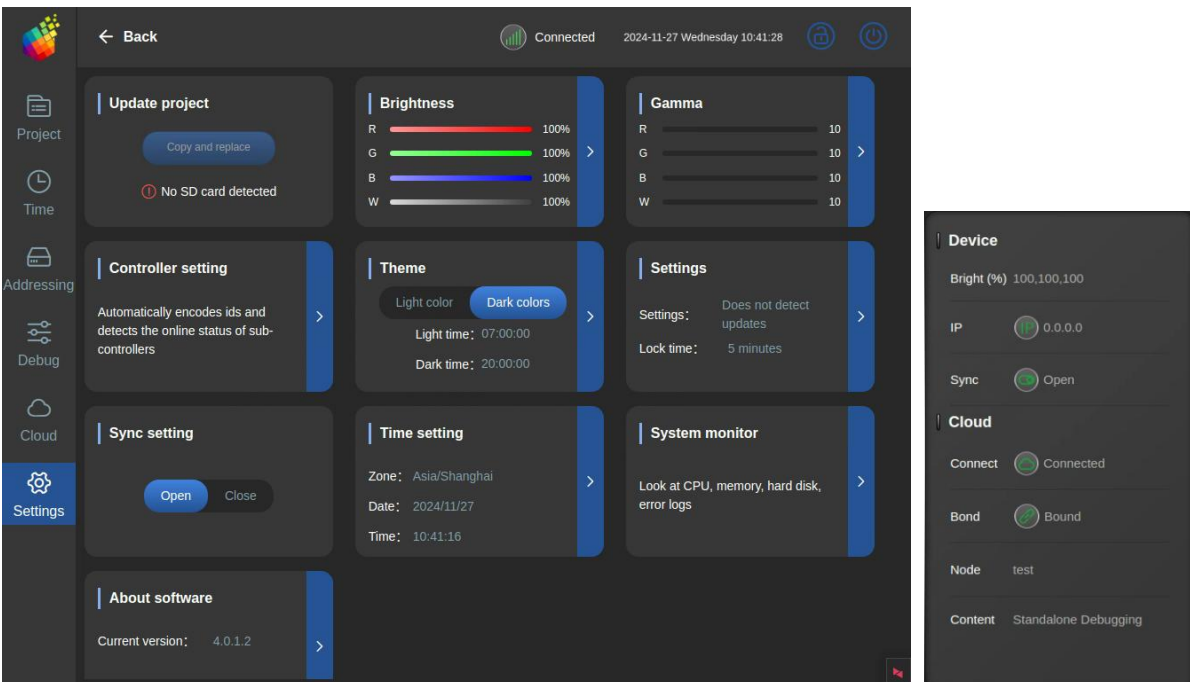 Back
Connected
2024-11-27 Wednesday 10:41:28
Project
Time
Addressing
Debug
Cloud
Settings
Update project
Copy and replace
No SD card detected
Brightness
R 100%
G 100%
B 100%
W 100%
Gamma
R 10
G 10
B 10
W 10
Controller setting
Automatically encodes ids and
detects the online status of sub-
controllers
Theme
Light color Dark colors
Light time: 07:00:00
Dark time: 20:00:00
Settings
Settings: Does not detect
updates
Lock time: 5 minutes
Sync setting
Open Close
Time setting
Zone: Asia/Shanghai
Date: 2024/11/27
Time: 10:41:16
System monitor
Look at CPU, memory, hard disk,
error logs
About software
Current version: 4.0.1.2
Device
Bright (%) 100,100,100
IP IP 0.0.0.0
Sync Open
Cloud
Connect Connected
Bond Bound
Node test
Content Standalone Debugging